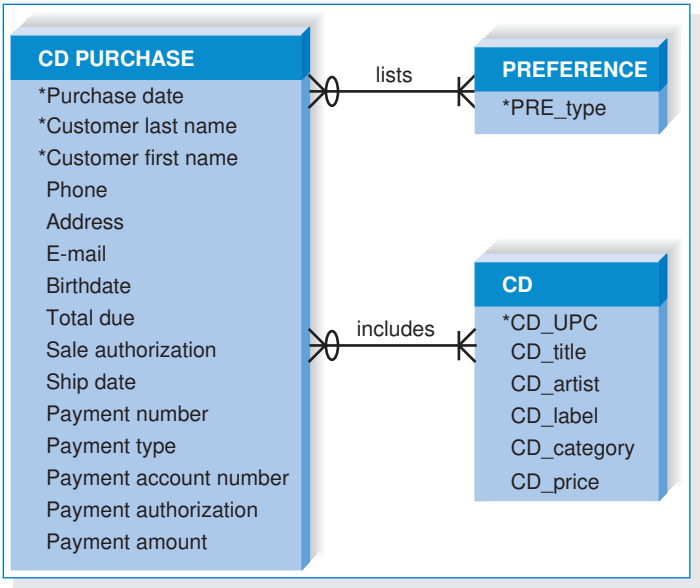 CD PURCHASE
*Purchase date
*Customer last name
*Customer first name
Phone
Address
E-mail
Birthdate
Total due
Sale authorization
Ship date
Payment number
Payment type
Payment account number
Payment authorization
Payment amount
lists
PREFERENCE
*PRE_type
includes
CD
*CD_UPC
CD_title
CD_artist
CD_label
CD_category
CD_price